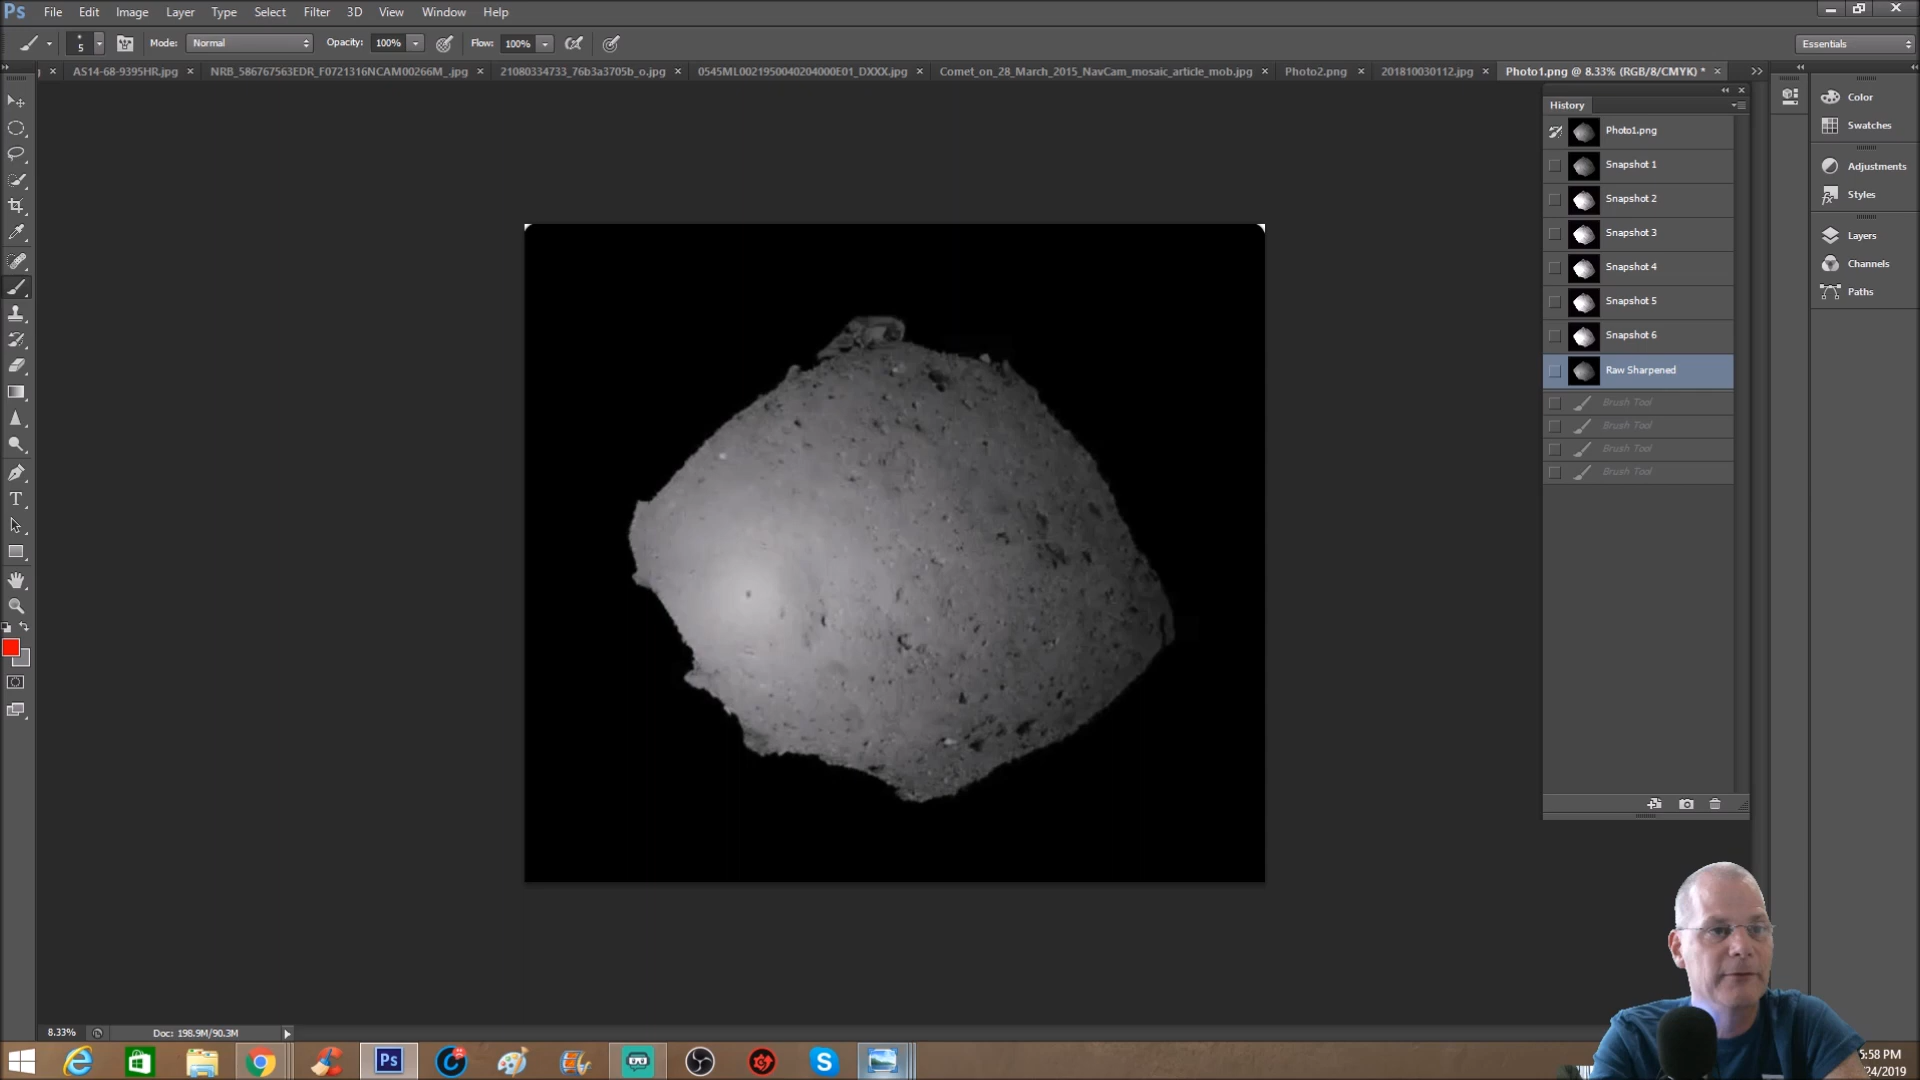 Ps File Edit Image Layer Type Select Filter 3D View Window Help
5 Mode: Normal Opacity: 100% Flow: 100% Essentials
AS14-68-9395HR.jpg NRB_586767563EDR_F0721316NCAM00266M_.jpg 21080334733_76b3a3705b_o.jpg 0545ML0021950040204000E01_DXXX.jpg Comet_on_28_March_2015_NavCam_mosaic_article_mob.jpg Photo2.png 201810030112.jpg Photo1.png @ 8.33% (RGB/8/CMYK) *
History
Photo1.png
Snapshot 1
Snapshot 2
Snapshot 3
Snapshot 4
Snapshot 5
Snapshot 6
Raw Sharpened
Brush Tool
Brush Tool
Brush Tool
Brush Tool
Color
Swatches
Adjustments
Styles
Layers
Channels
Paths
8.33% Doc: 198.9M/90.3M
Ps
5:58 PM
24/2019